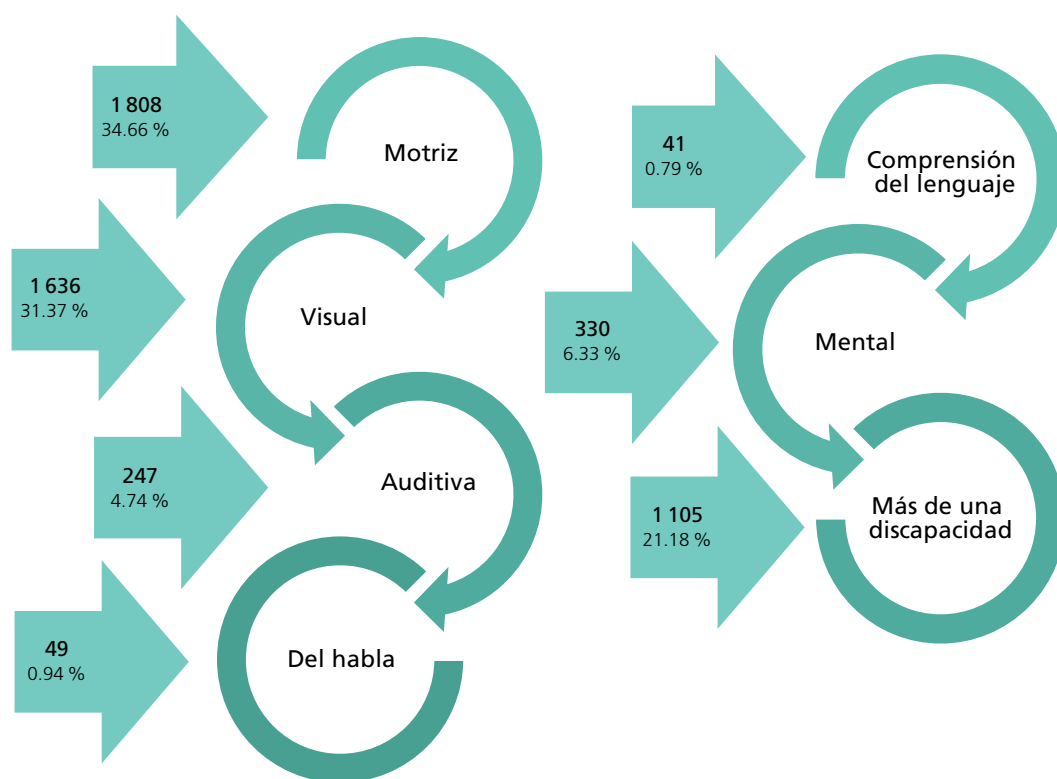 1 808
34.66 %
Motriz
1 636
31.37 %
Visual
247
4.74 %
Auditiva
49
0.94 %
Del habla
41
0.79 %
Comprensión
del lenguaje
330
6.33 %
Mental
1 105
21.18 %
Más de una
discapacidad